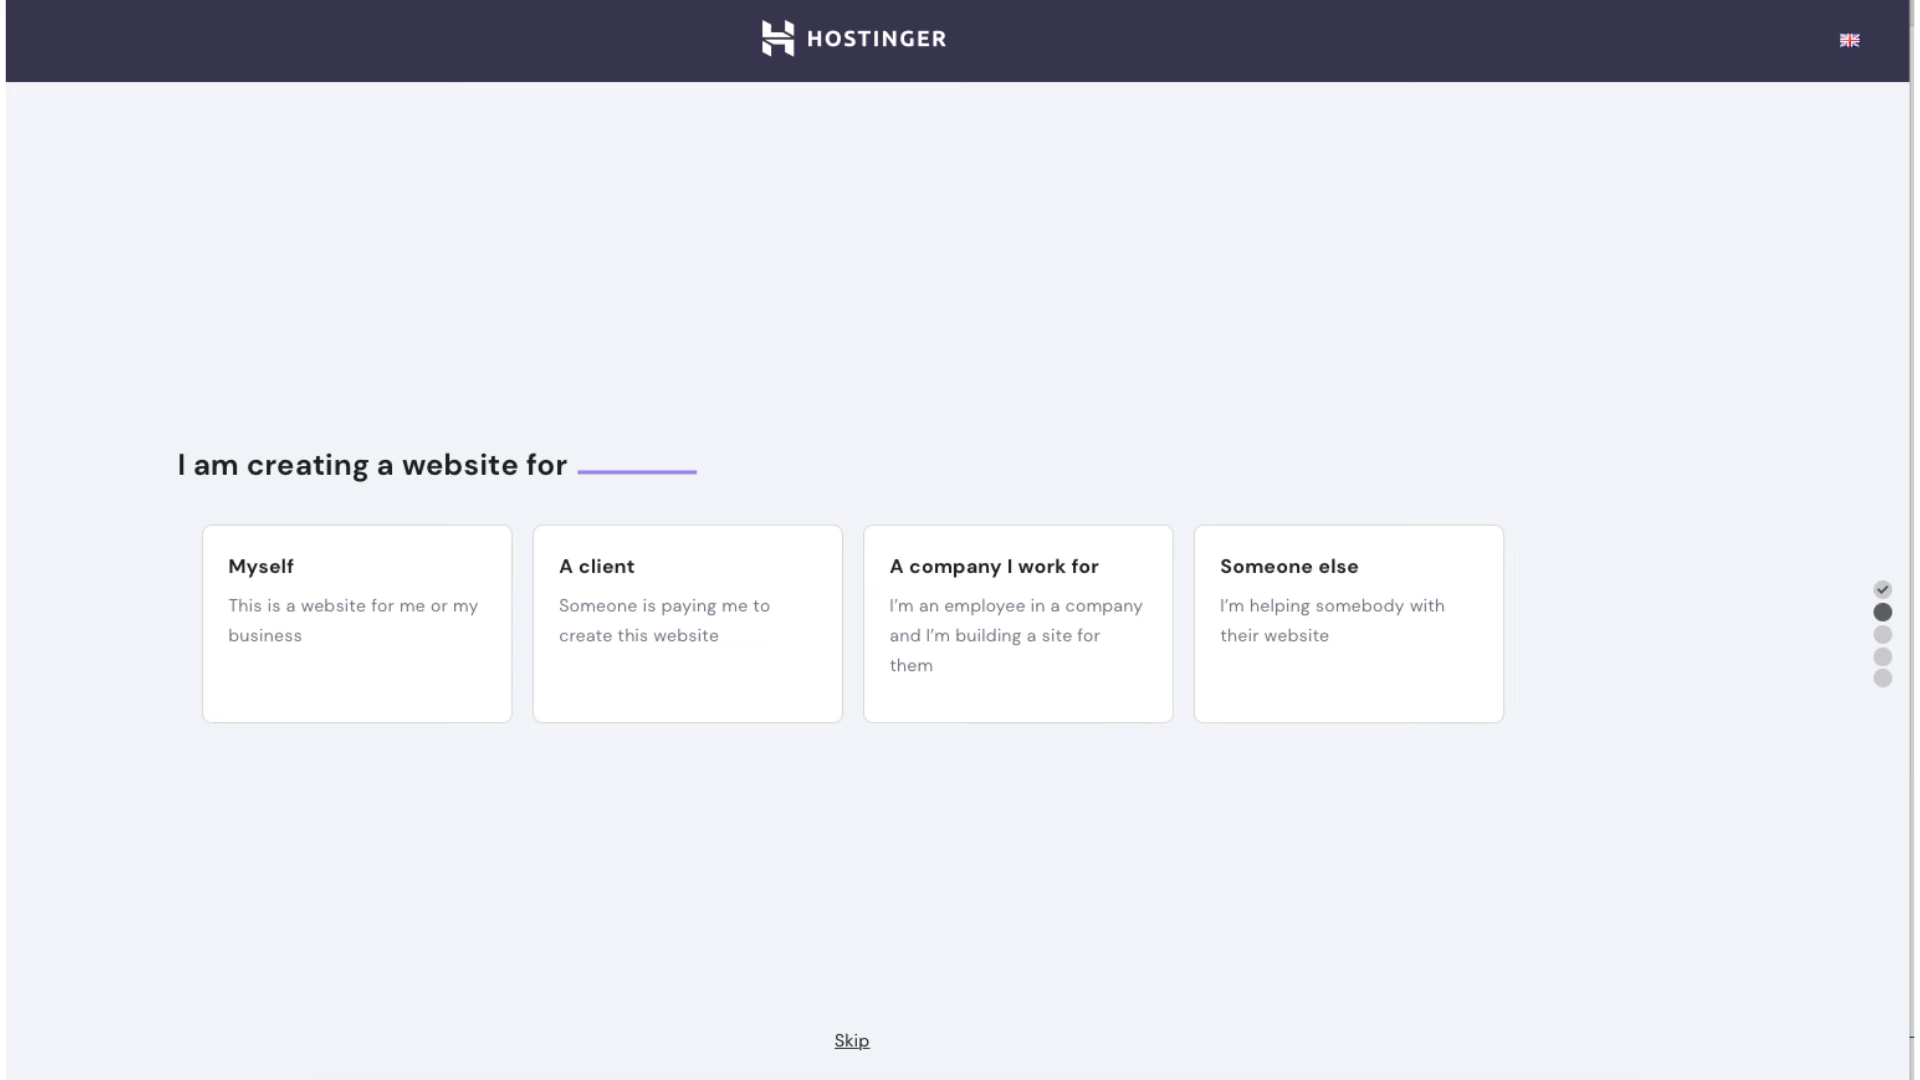 HOSTINGER
I am creating a website for
Myself
This is a website for me or my
business
A client
Someone is paying me to
create this website
A company I work for
I’m an employee in a company
and I’m building a site for
them
Someone else
I’m helping somebody with
their website
Skip